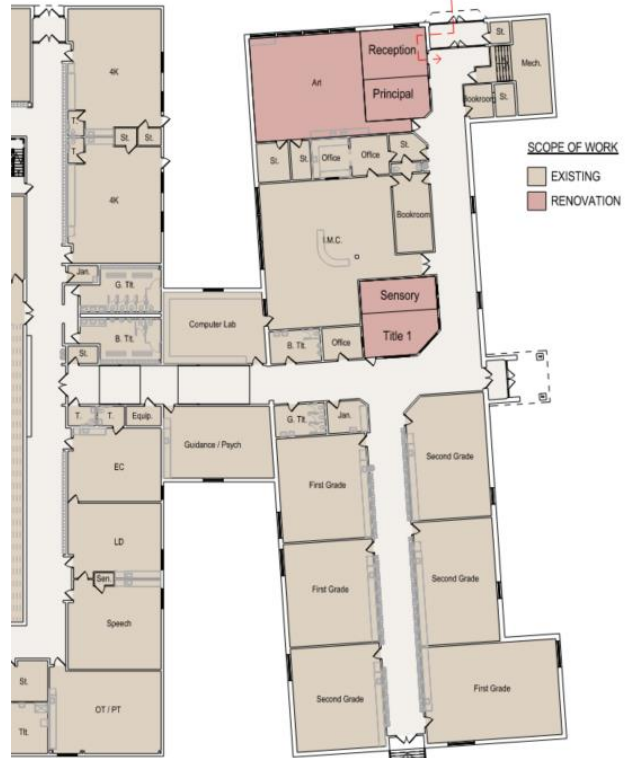 4K
Art
Reception
Principal
St.
Mech.
Bookroom
St.
T.
T.
St.
St.
4K
St.
St.
Office
Office
St.
SCOPE OF WORK
EXISTING
RENOVATION
I.M.C.
Bookroom
Jan.
G. Tlt.
Sensory
Title 1
Computer Lab
B. Tlt.
B. Tlt.
Office
St.
T.
T.
Equip.
G. Tlt.
Jan.
Guidance / Psych
EC
First Grade
Second Grade
LD
Sen.
First Grade
Second Grade
Speech
St.
OT / PT
Second Grade
First Grade
Tlt.